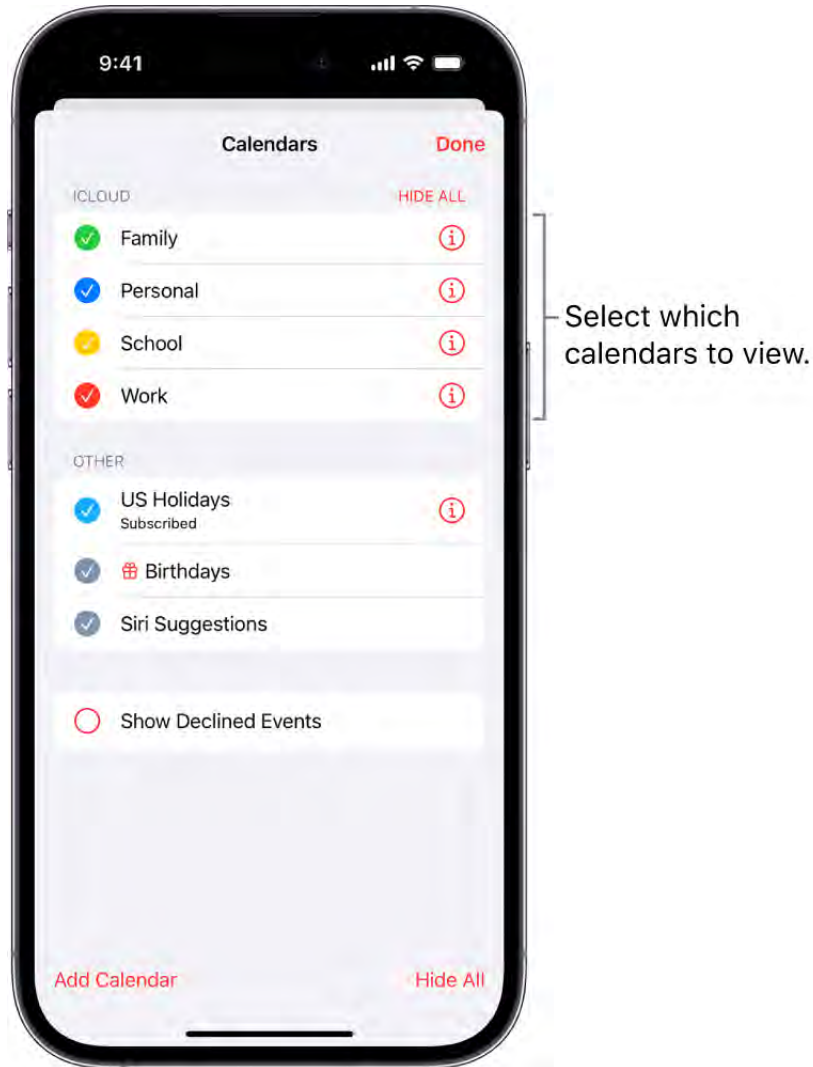 9:41
Calendars
Done
ICLOUD
HIDE ALL
Family
Personal
School
Work
Select which
calendars to view.
OTHER
US Holidays
Subscribed
Birthdays
Siri Suggestions
Show Declined Events
Add Calendar
Hide All